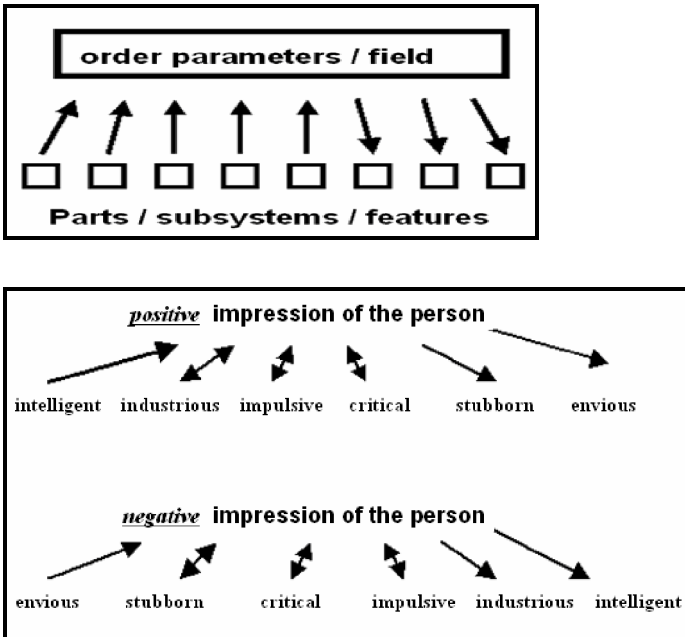 order parameters / field
Parts / subsystems / features
positive impression of the person
intelligent industrious impulsive critical stubborn envious
negative impression of the person
envious stubborn critical impulsive industrious intelligent